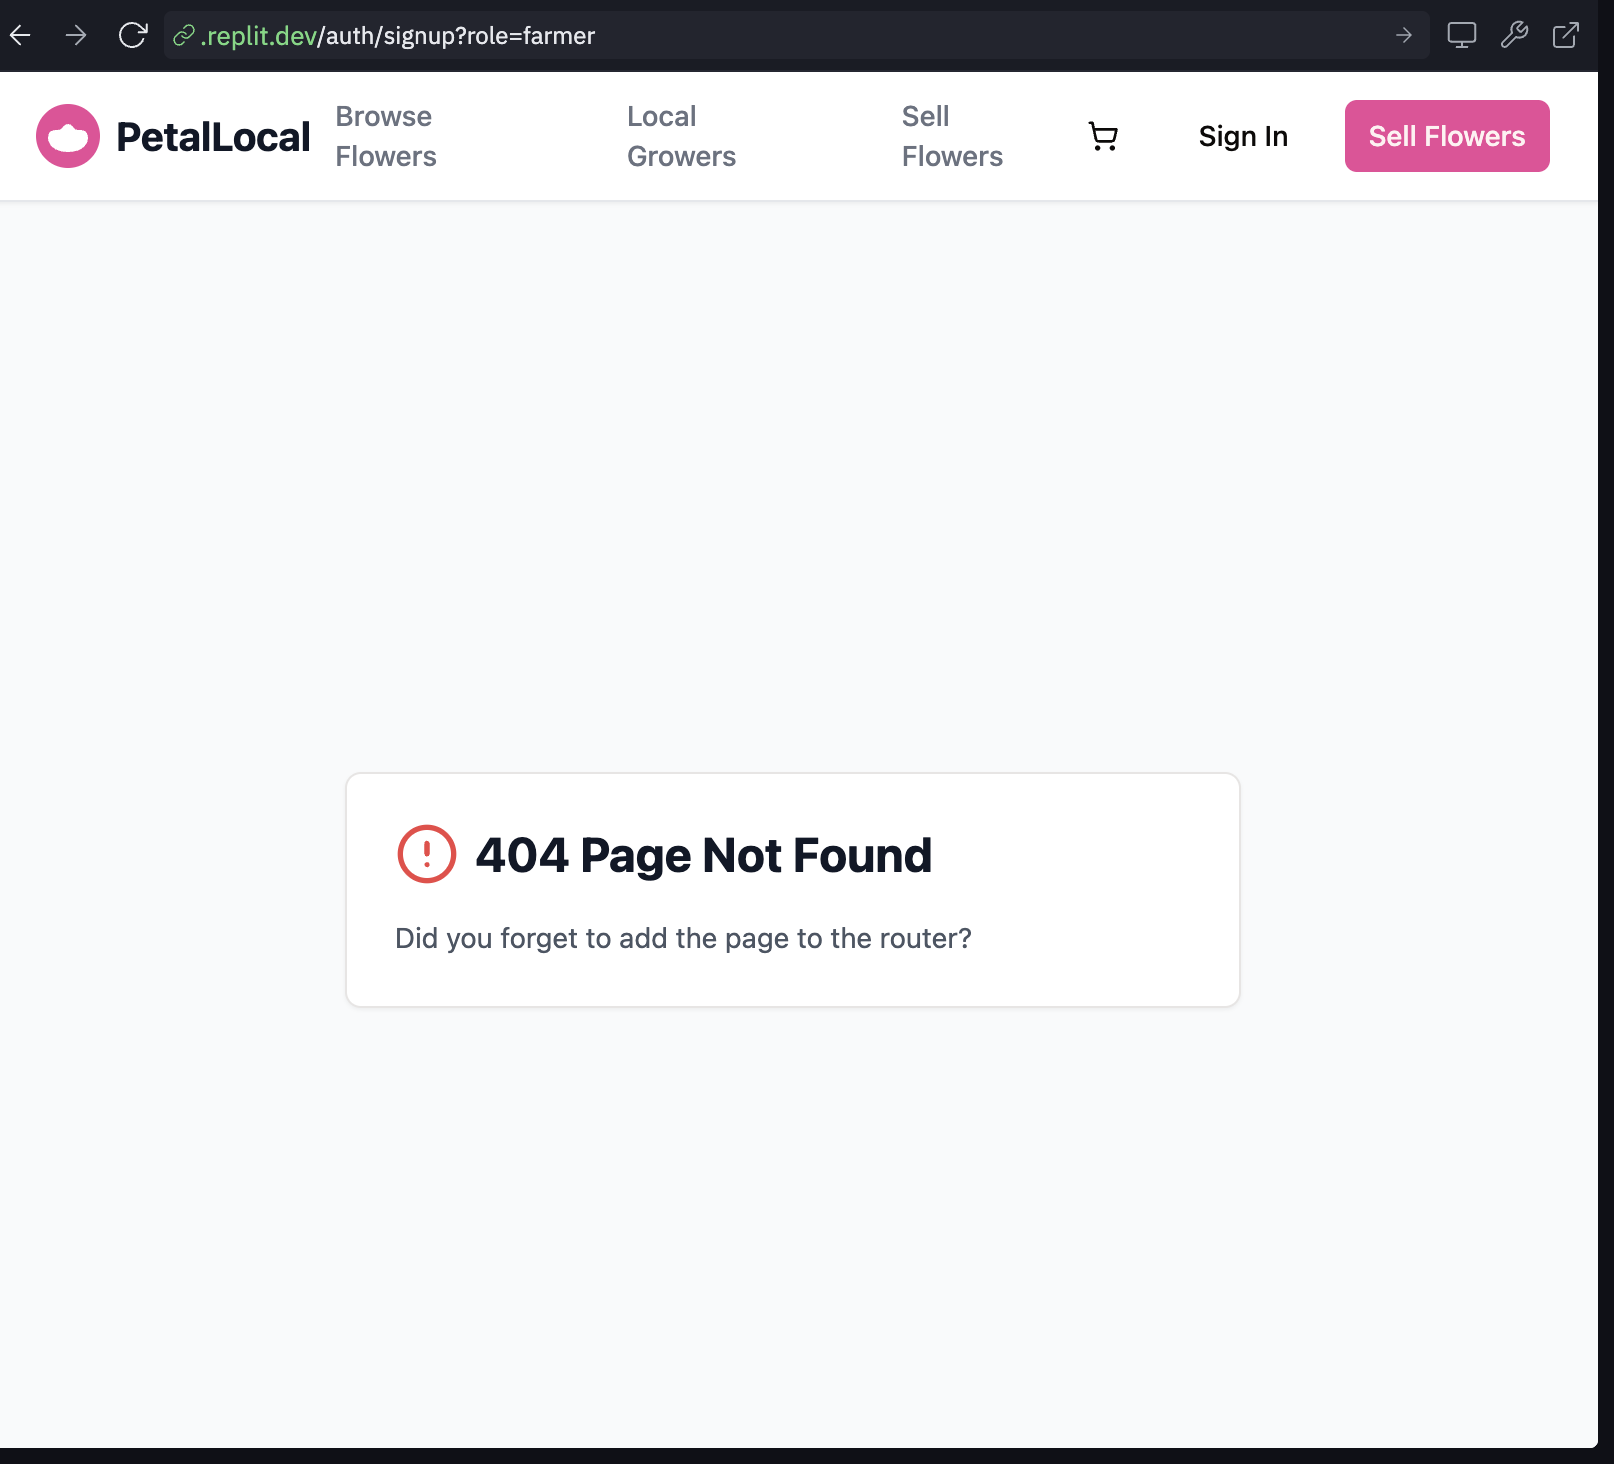 .replit.dev/auth/signup?role=farmer
PetalLocal
Browse
Flowers
Local
Growers
Sell
Flowers
Sign In
Sell Flowers
404 Page Not Found
Did you forget to add the page to the router?